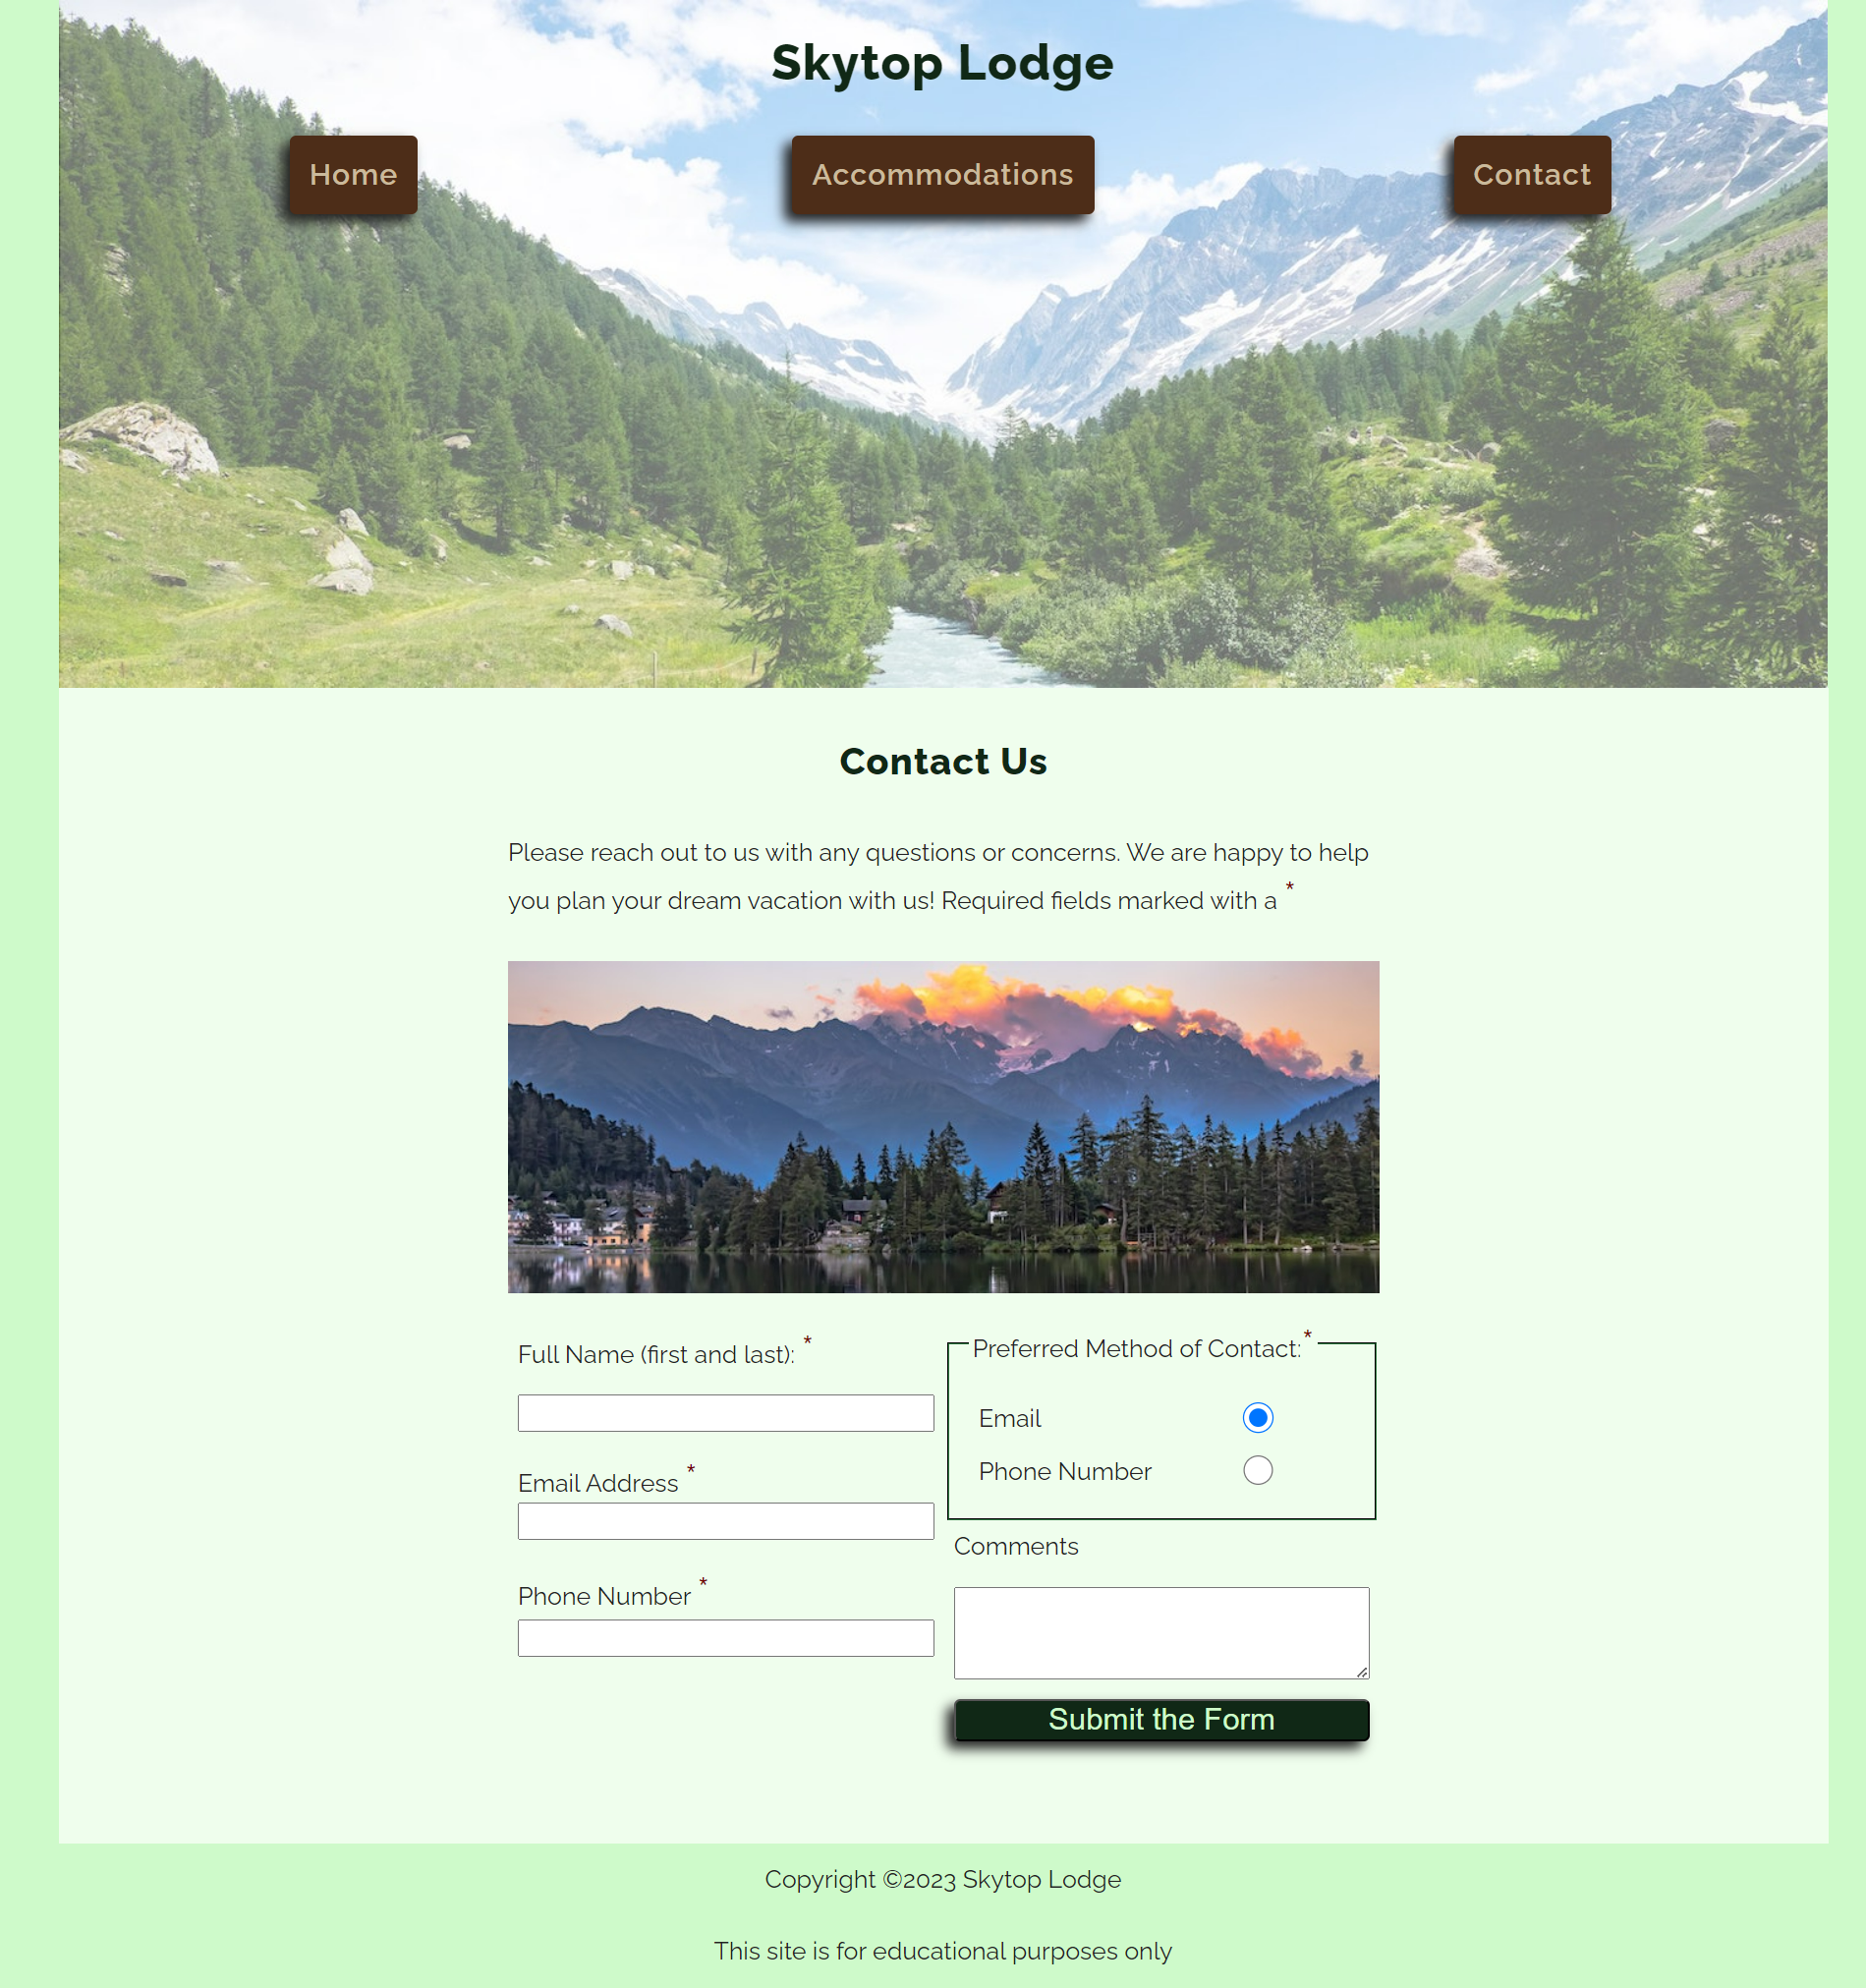 Skytop Lodge
Home
Accommodations
Contact
Contact Us
Please reach out to us with any questions or concerns. We are happy to help
you plan your dream vacation with us! Required fields marked with a *
Full Name (first and last): *
Email Address *
Phone Number *
Preferred Method of Contact:*
Email
Phone Number
Comments
Submit the Form
Copyright ©2023 Skytop Lodge
This site is for educational purposes only